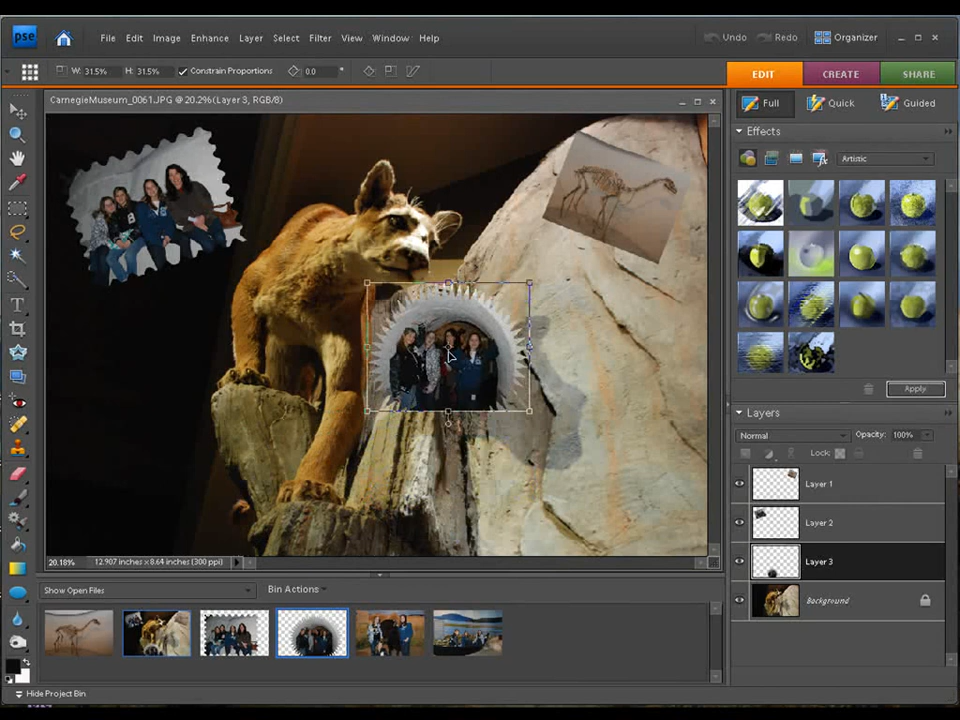 pse
File Edit Image Enhance Layer Select Filter View Window Help
Undo Redo Organizer
W: 31.5% H: 31.5% Constrain Proportions 0.0 °
EDIT CREATE SHARE
CarnegieMuseum_0061.JPG @ 20.2%(Layer 3, RGB/8)
Full Quick Guided
Effects
Artistic
Apply
Layers
Normal Opacity: 100%
Lock:
Layer 1
Layer 2
Layer 3
Background
20.18% 12.907 inches x 8.64 inches (300 ppi)
Show Open Files Bin Actions
Hide Project Bin